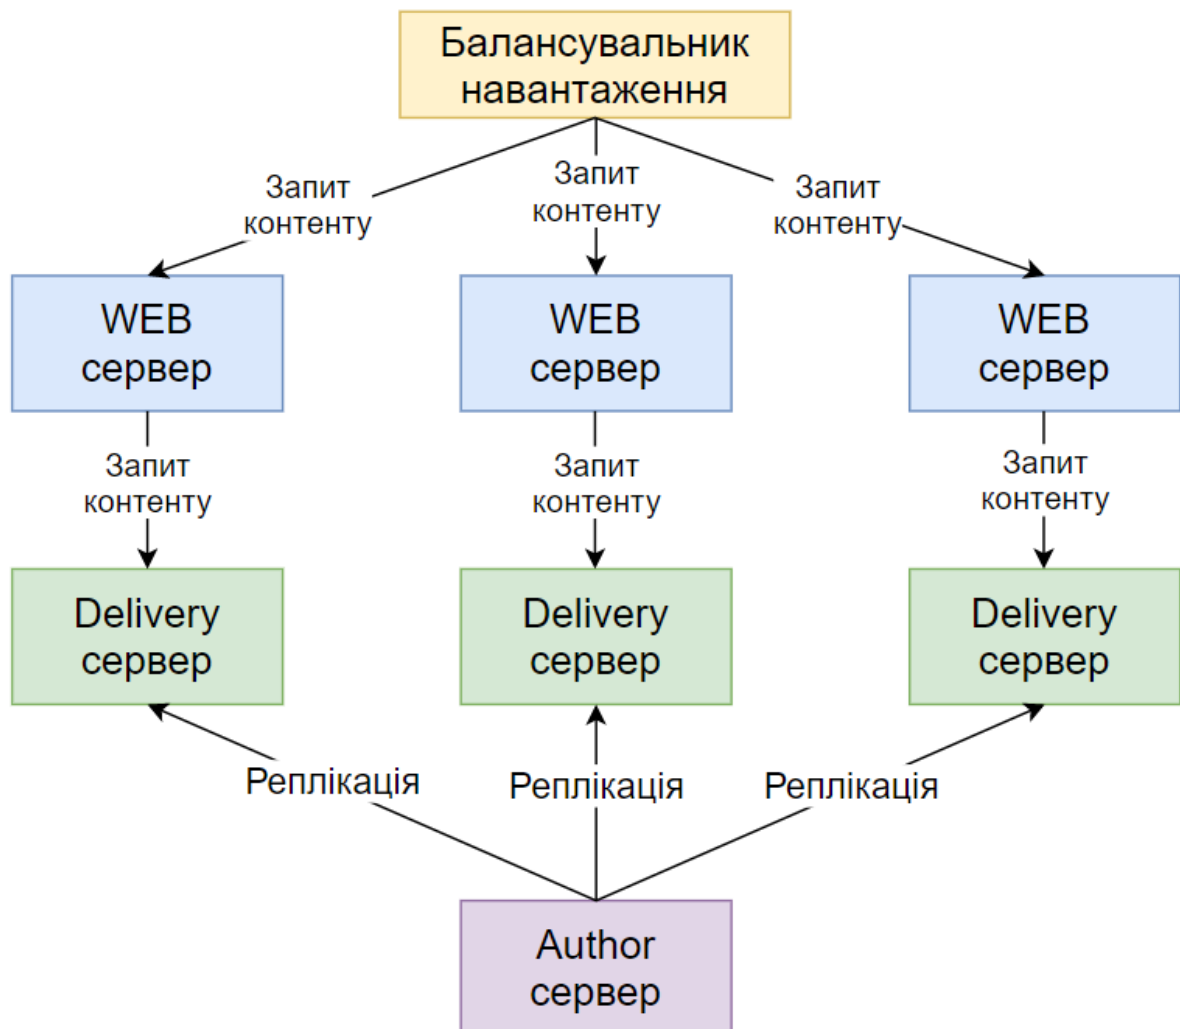 Балансувальник
навантаження
Запит
контенту
Запит
контенту
Запит
контенту
WEB
сервер
WEB
сервер
WEB
сервер
Запит
контенту
Запит
контенту
Запит
контенту
Delivery
сервер
Delivery
сервер
Delivery
сервер
Реплікація
Реплікація
Реплікація
Author
сервер